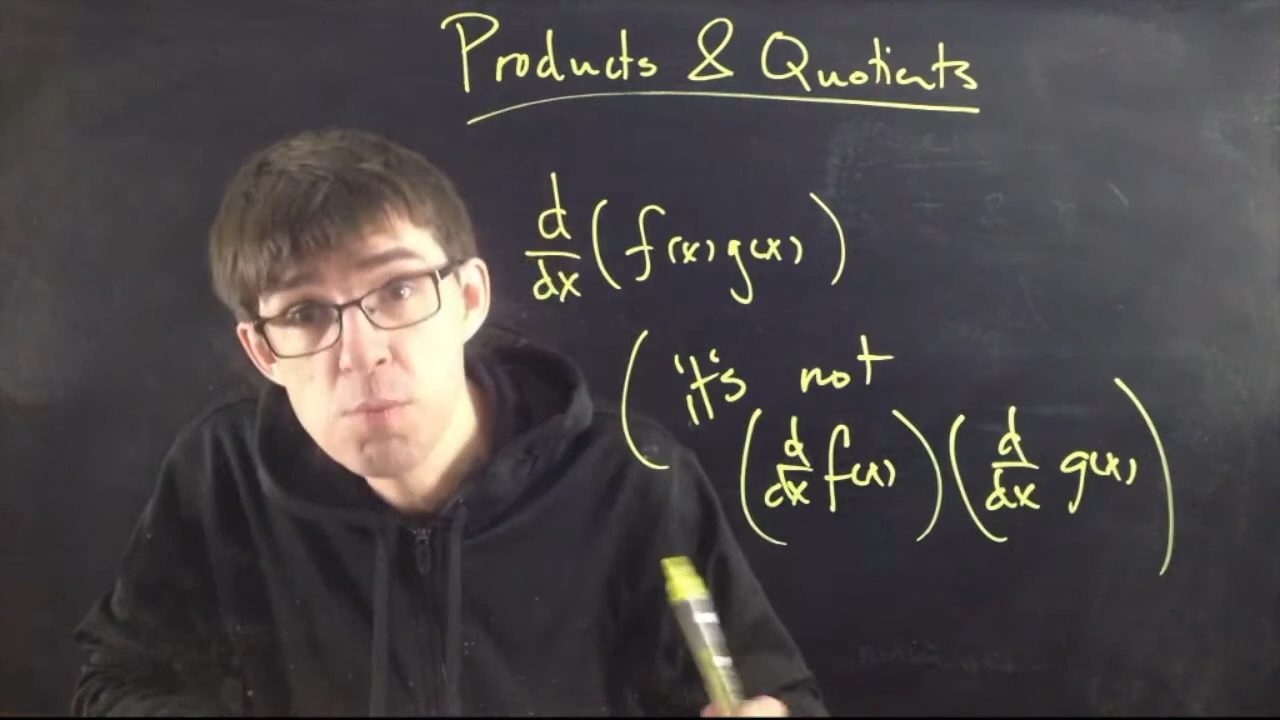 Products & Quotients
d/dx (f(x) g(x))
(it's not
(d/dx f(x)) (d/dx g(x)))